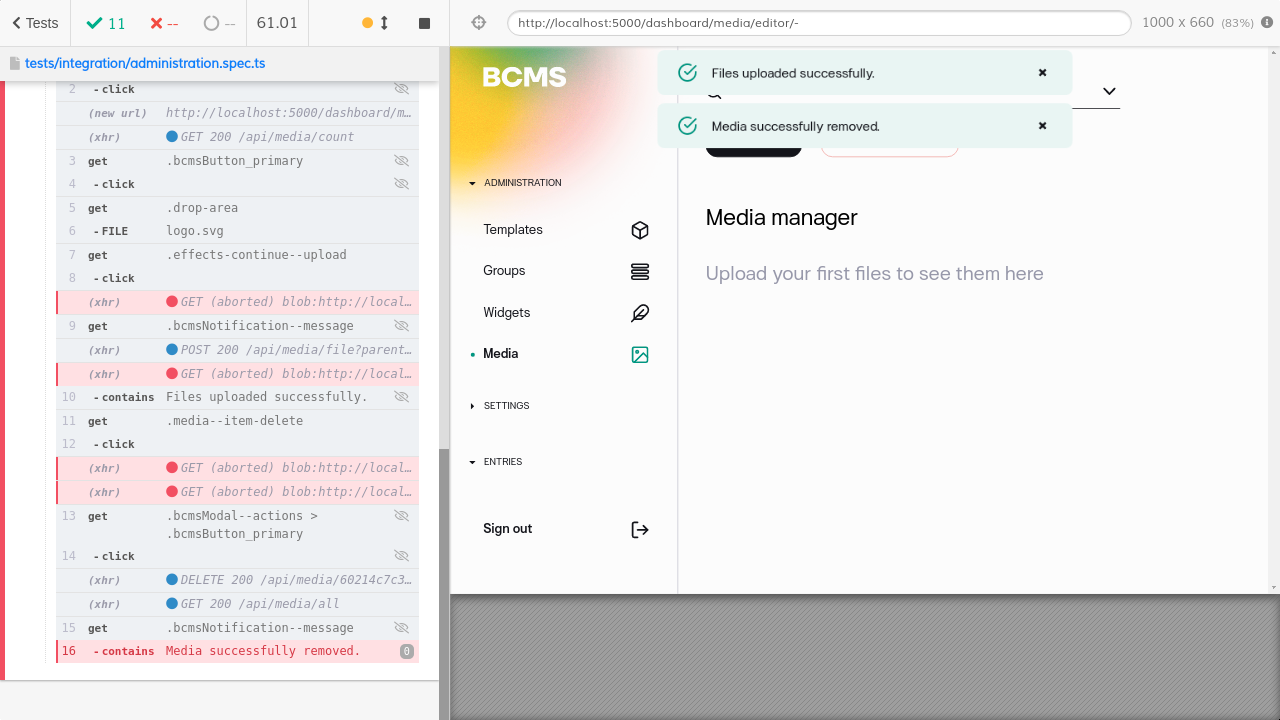 Tests
11
--
--
61.01
http://localhost:5000/dashboard/media/editor/-
1000 x 660 (83%)
tests/integration/administration.spec.ts
2 -click
(new url) http://localhost:5000/dashboard/m…
(xhr) GET 200 /api/media/count
3 get .bcmsButton_primary
4 -click
5 get .drop-area
6 -FILE logo.svg
7 get .effects-continue--upload
8 -click
(xhr) GET (aborted) blob:http://local…
9 get .bcmsNotification--message
(xhr) POST 200 /api/media/file?parent…
(xhr) GET (aborted) blob:http://local…
10 -contains Files uploaded successfully.
11 get .media--item-delete
12 -click
(xhr) GET (aborted) blob:http://local…
(xhr) GET (aborted) blob:http://local…
13 get .bcmsModal--actions >
.bcmsButton_primary
14 -click
(xhr) DELETE 200 /api/media/60214c7c3…
(xhr) GET 200 /api/media/all
15 get .bcmsNotification--message
16 -contains Media successfully removed. 0
BCMS
Files uploaded successfully.
Media successfully removed.
ADMINISTRATION
Templates
Groups
Widgets
Media
SETTINGS
ENTRIES
Sign out
Media manager
Upload your first files to see them here